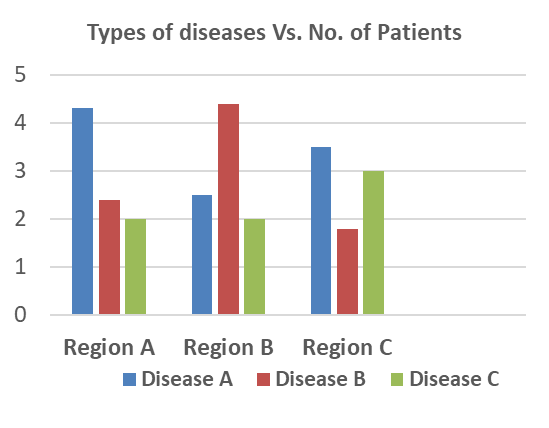 Types of diseases Vs. No. of Patients
5
4
3
2
1
0
Region A Region B Region C
Disease A Disease B Disease C